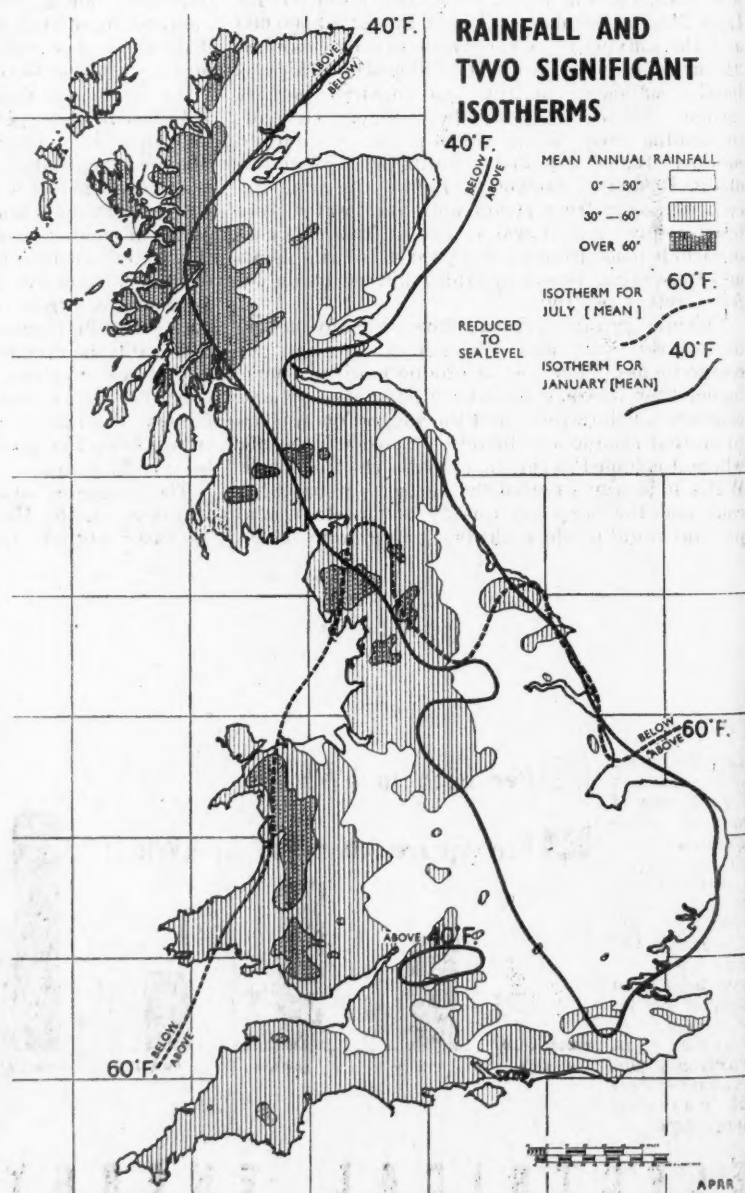 RAINFALL AND
TWO SIGNIFICANT
ISOTHERMS
40°F.
ABOVE
BELOW
40°F.
BELOW
ABOVE
MEAN ANNUAL RAINFALL
0" — 30"
30" — 60"
OVER 60"
ISOTHERM FOR
JULY [MEAN]
60°F.
REDUCED
TO
SEA LEVEL
ISOTHERM FOR
JANUARY [MEAN]
40°F.
BELOW
ABOVE
60°F.
ABOVE
40°F.
BELOW
ABOVE
60°F.
APRR